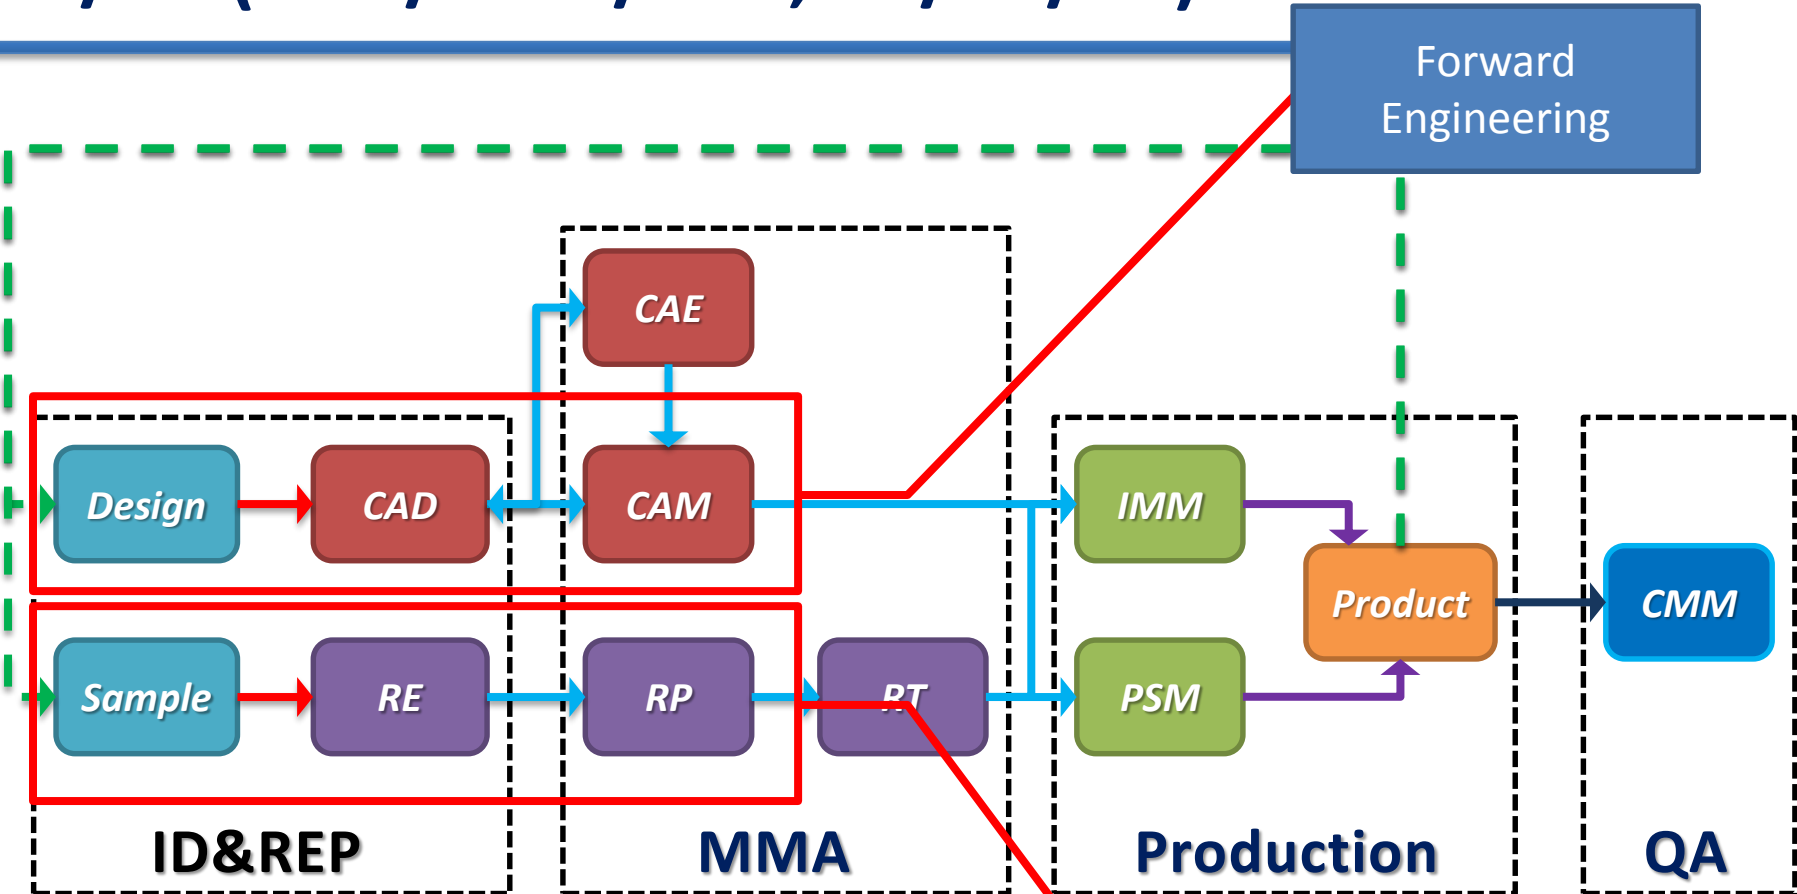 Forward
Engineering
CAE
Design
CAD
CAM
IMM
Product
CMM
Sample
RE
RP
RT
PSM
ID&REP
MMA
Production
QA